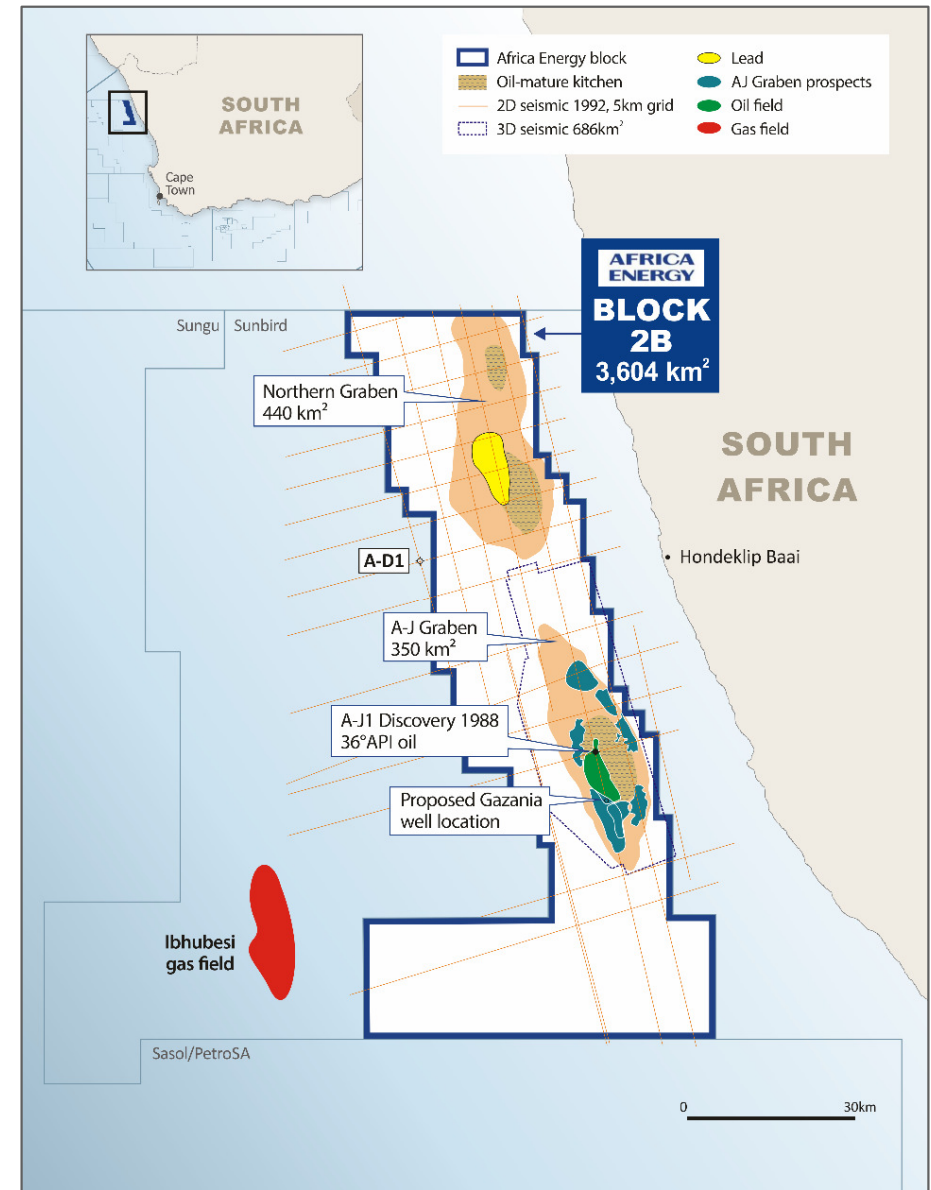 SOUTH
AFRICA
Cape
Town
Africa Energy block
Oil-mature kitchen
2D seismic 1992, 5km grid
3D seismic 686km²
Gas field
Lead
AJ Graben prospects
Oil field
Gas field
AFRICA
ENERGY
BLOCK
2B
3,604 km²
Sungu
Sunbird
Northern Graben
440 km²
SOUTH
AFRICA
A-D1
Hondeklip Baai
A-J Graben
350 km²
A-J1 Discovery 1988
36°API oil
Proposed Gazania
well location
Ibhubesi
gas field
Sasol/PetroSA
0 30km